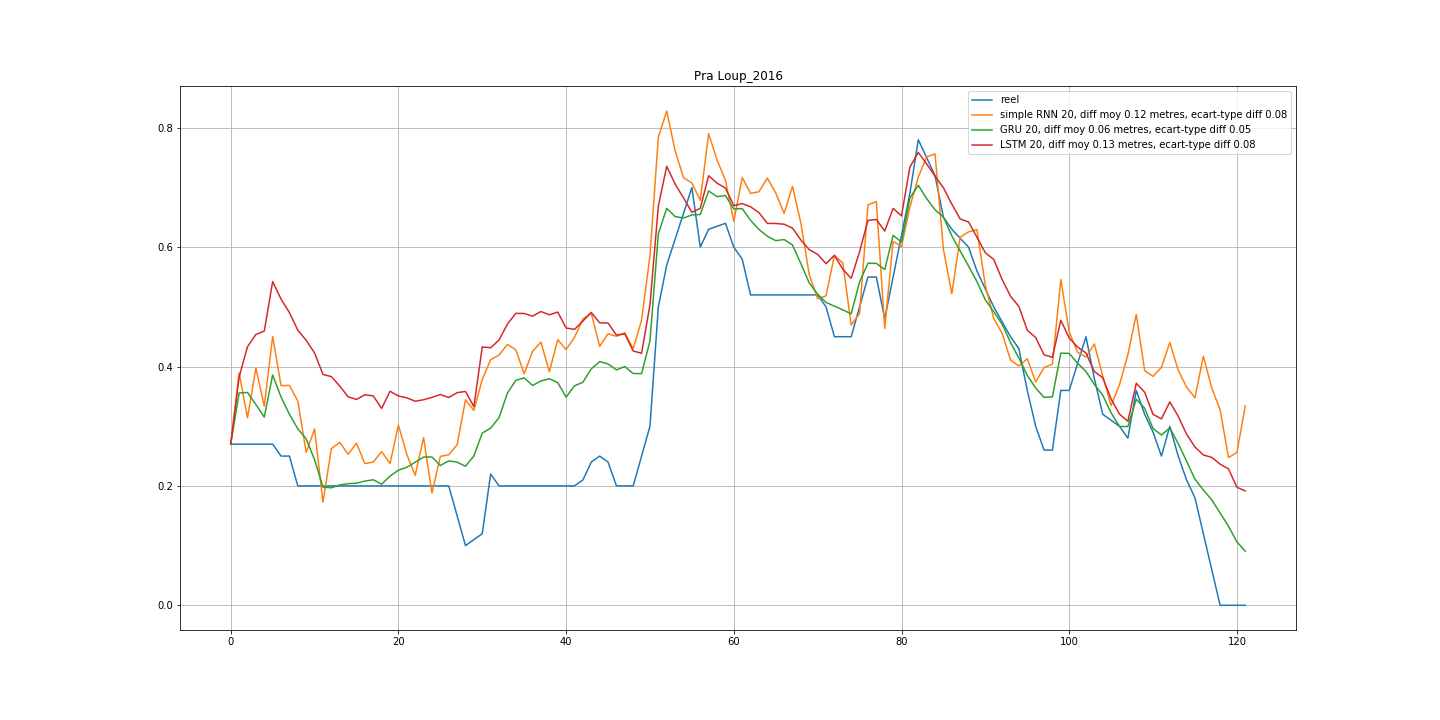 Pra Loup_2016
reel
simple RNN 20, diff moy 0.12 metres, ecart-type diff 0.08
GRU 20, diff moy 0.06 metres, ecart-type diff 0.05
LSTM 20, diff moy 0.13 metres, ecart-type diff 0.08
0.8
0.6
0.4
0.2
0.0
0 20 40 60 80 100 120